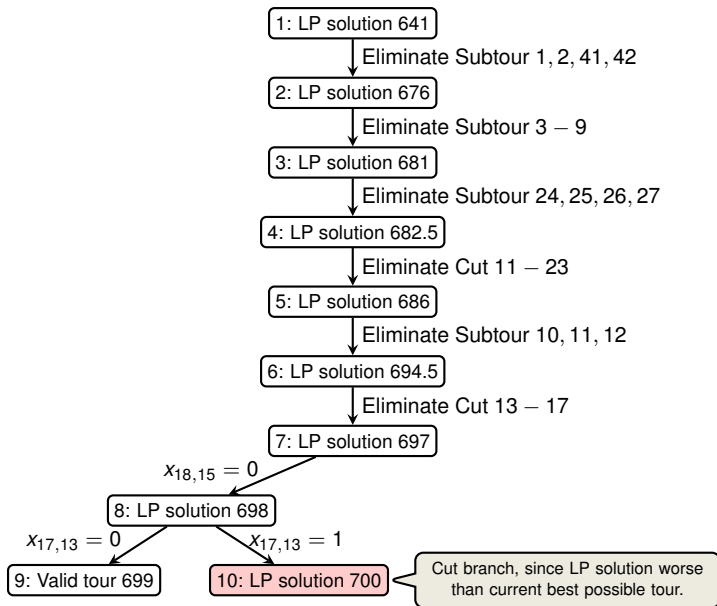 1: LP solution 641
Eliminate Subtour 1, 2, 41, 42
2: LP solution 676
Eliminate Subtour 3 − 9
3: LP solution 681
Eliminate Subtour 24, 25, 26, 27
4: LP solution 682.5
Eliminate Cut 11 − 23
5: LP solution 686
Eliminate Subtour 10, 11, 12
6: LP solution 694.5
Eliminate Cut 13 − 17
7: LP solution 697
x₁₈,₁₅ = 0
8: LP solution 698
x₁₇,₁₃ = 0
x₁₇,₁₃ = 1
9: Valid tour 699
10: LP solution 700
Cut branch, since LP solution worse
than current best possible tour.